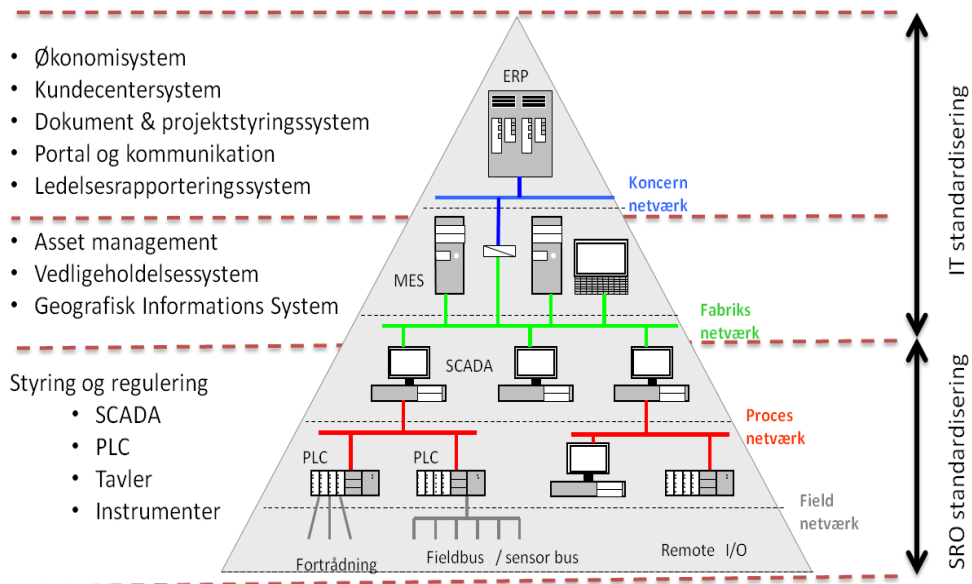 • Økonomisystem
• Kundecentersystem
• Dokument & projektstyringssystem
• Portal og kommunikation
• Ledelsesrapporteringssystem
ERP
Koncern
netværk
IT standardisering
• Asset management
• Vedligeholdelsessystem
• Geografisk Informations System
MES
Fabriks
netværk
Styring og regulering
• SCADA
• PLC
• Tavler
• Instrumenter
SCADA
Proces
netværk
PLC
PLC
Field
netværk
Fortrådning
Fieldbus / sensor bus
Remote I/O
SRO standardisering